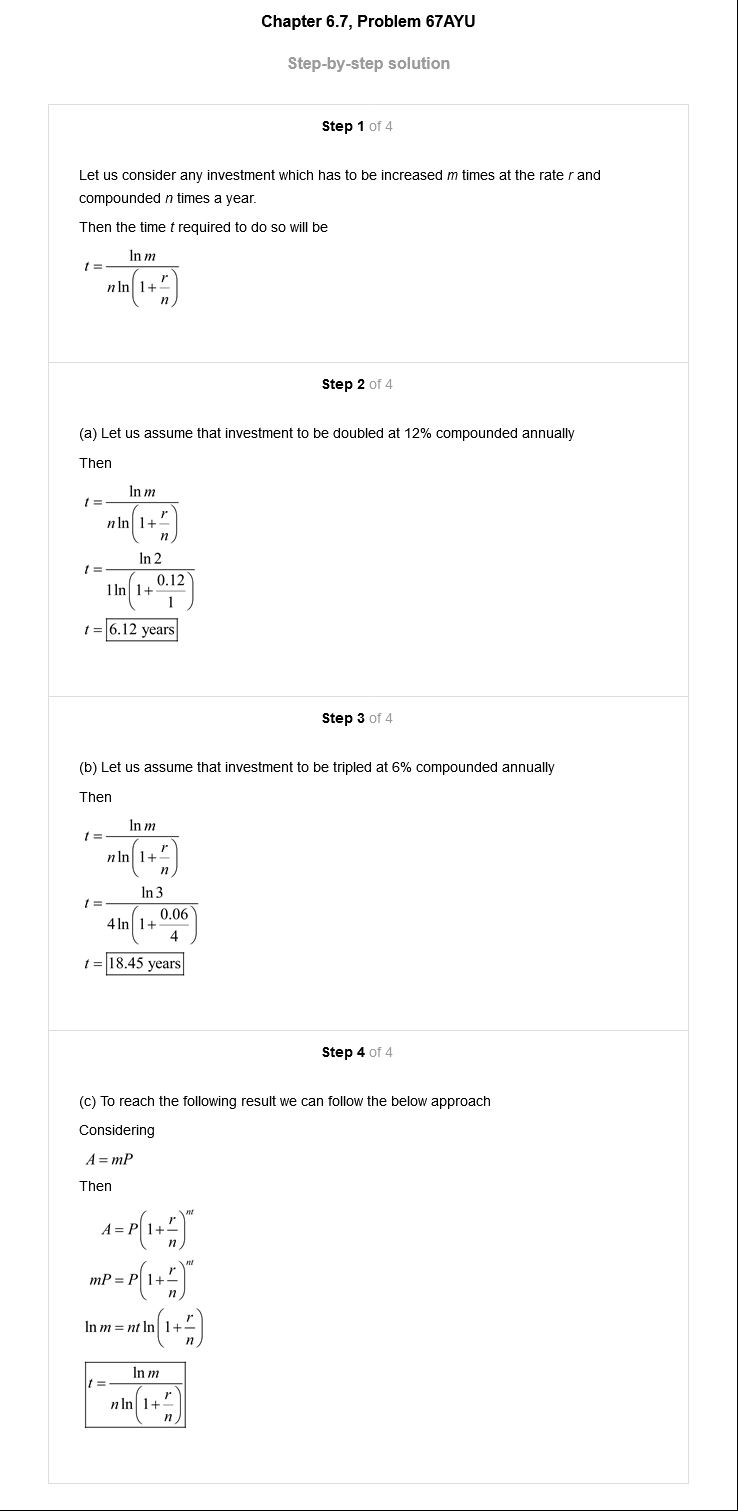 Chapter 6.7, Problem 67AYU
Step-by-step solution
Step 1 of 4
Let us consider any investment which has to be increased m times at the rate r and
compounded n times a year.
Then the time t required to do so will be
t = \frac{\ln m}{n \ln\left(1+\frac{r}{n}\right)}
Step 2 of 4
(a) Let us assume that investment to be doubled at 12% compounded annually
Then
t = \frac{\ln m}{n \ln\left(1+\frac{r}{n}\right)}
t = \frac{\ln 2}{1 \ln\left(1+\frac{0.12}{1}\right)}
t = 6.12 years
Step 3 of 4
(b) Let us assume that investment to be tripled at 6% compounded annually
Then
t = \frac{\ln m}{n \ln\left(1+\frac{r}{n}\right)}
t = \frac{\ln 3}{4 \ln\left(1+\frac{0.06}{4}\right)}
t = 18.45 years
Step 4 of 4
(c) To reach the following result we can follow the below approach
Considering
A = mP
Then
A = P\left(1+\frac{r}{n}\right)^{nt}
mP = P\left(1+\frac{r}{n}\right)^{nt}
\ln m = nt \ln\left(1+\frac{r}{n}\right)
t = \frac{\ln m}{n \ln\left(1+\frac{r}{n}\right)}